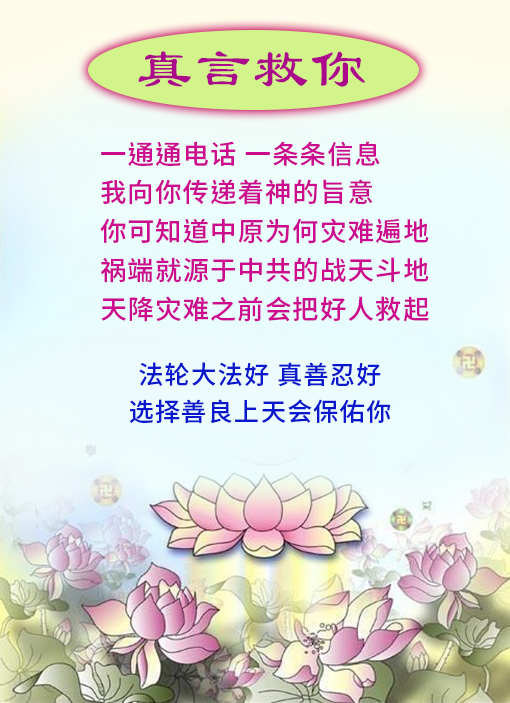 真言救你
一通通电话 一条条信息
我向你传递着神的旨意
你可知道中原为何灾难遍地
祸端就源于中共的战天斗地
天降灾难之前会把好人救起
法轮大法好 真善忍好
选择善良上天会保佑你